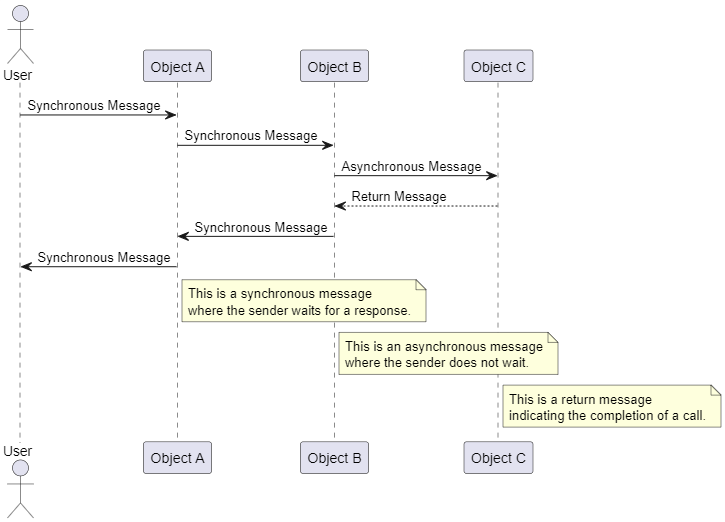 User
Object A
Object B
Object C
Synchronous Message
Synchronous Message
Asynchronous Message
Return Message
Synchronous Message
Synchronous Message
This is a synchronous message
where the sender waits for a response.
This is an asynchronous message
where the sender does not wait.
This is a return message
indicating the completion of a call.
User
Object A
Object B
Object C